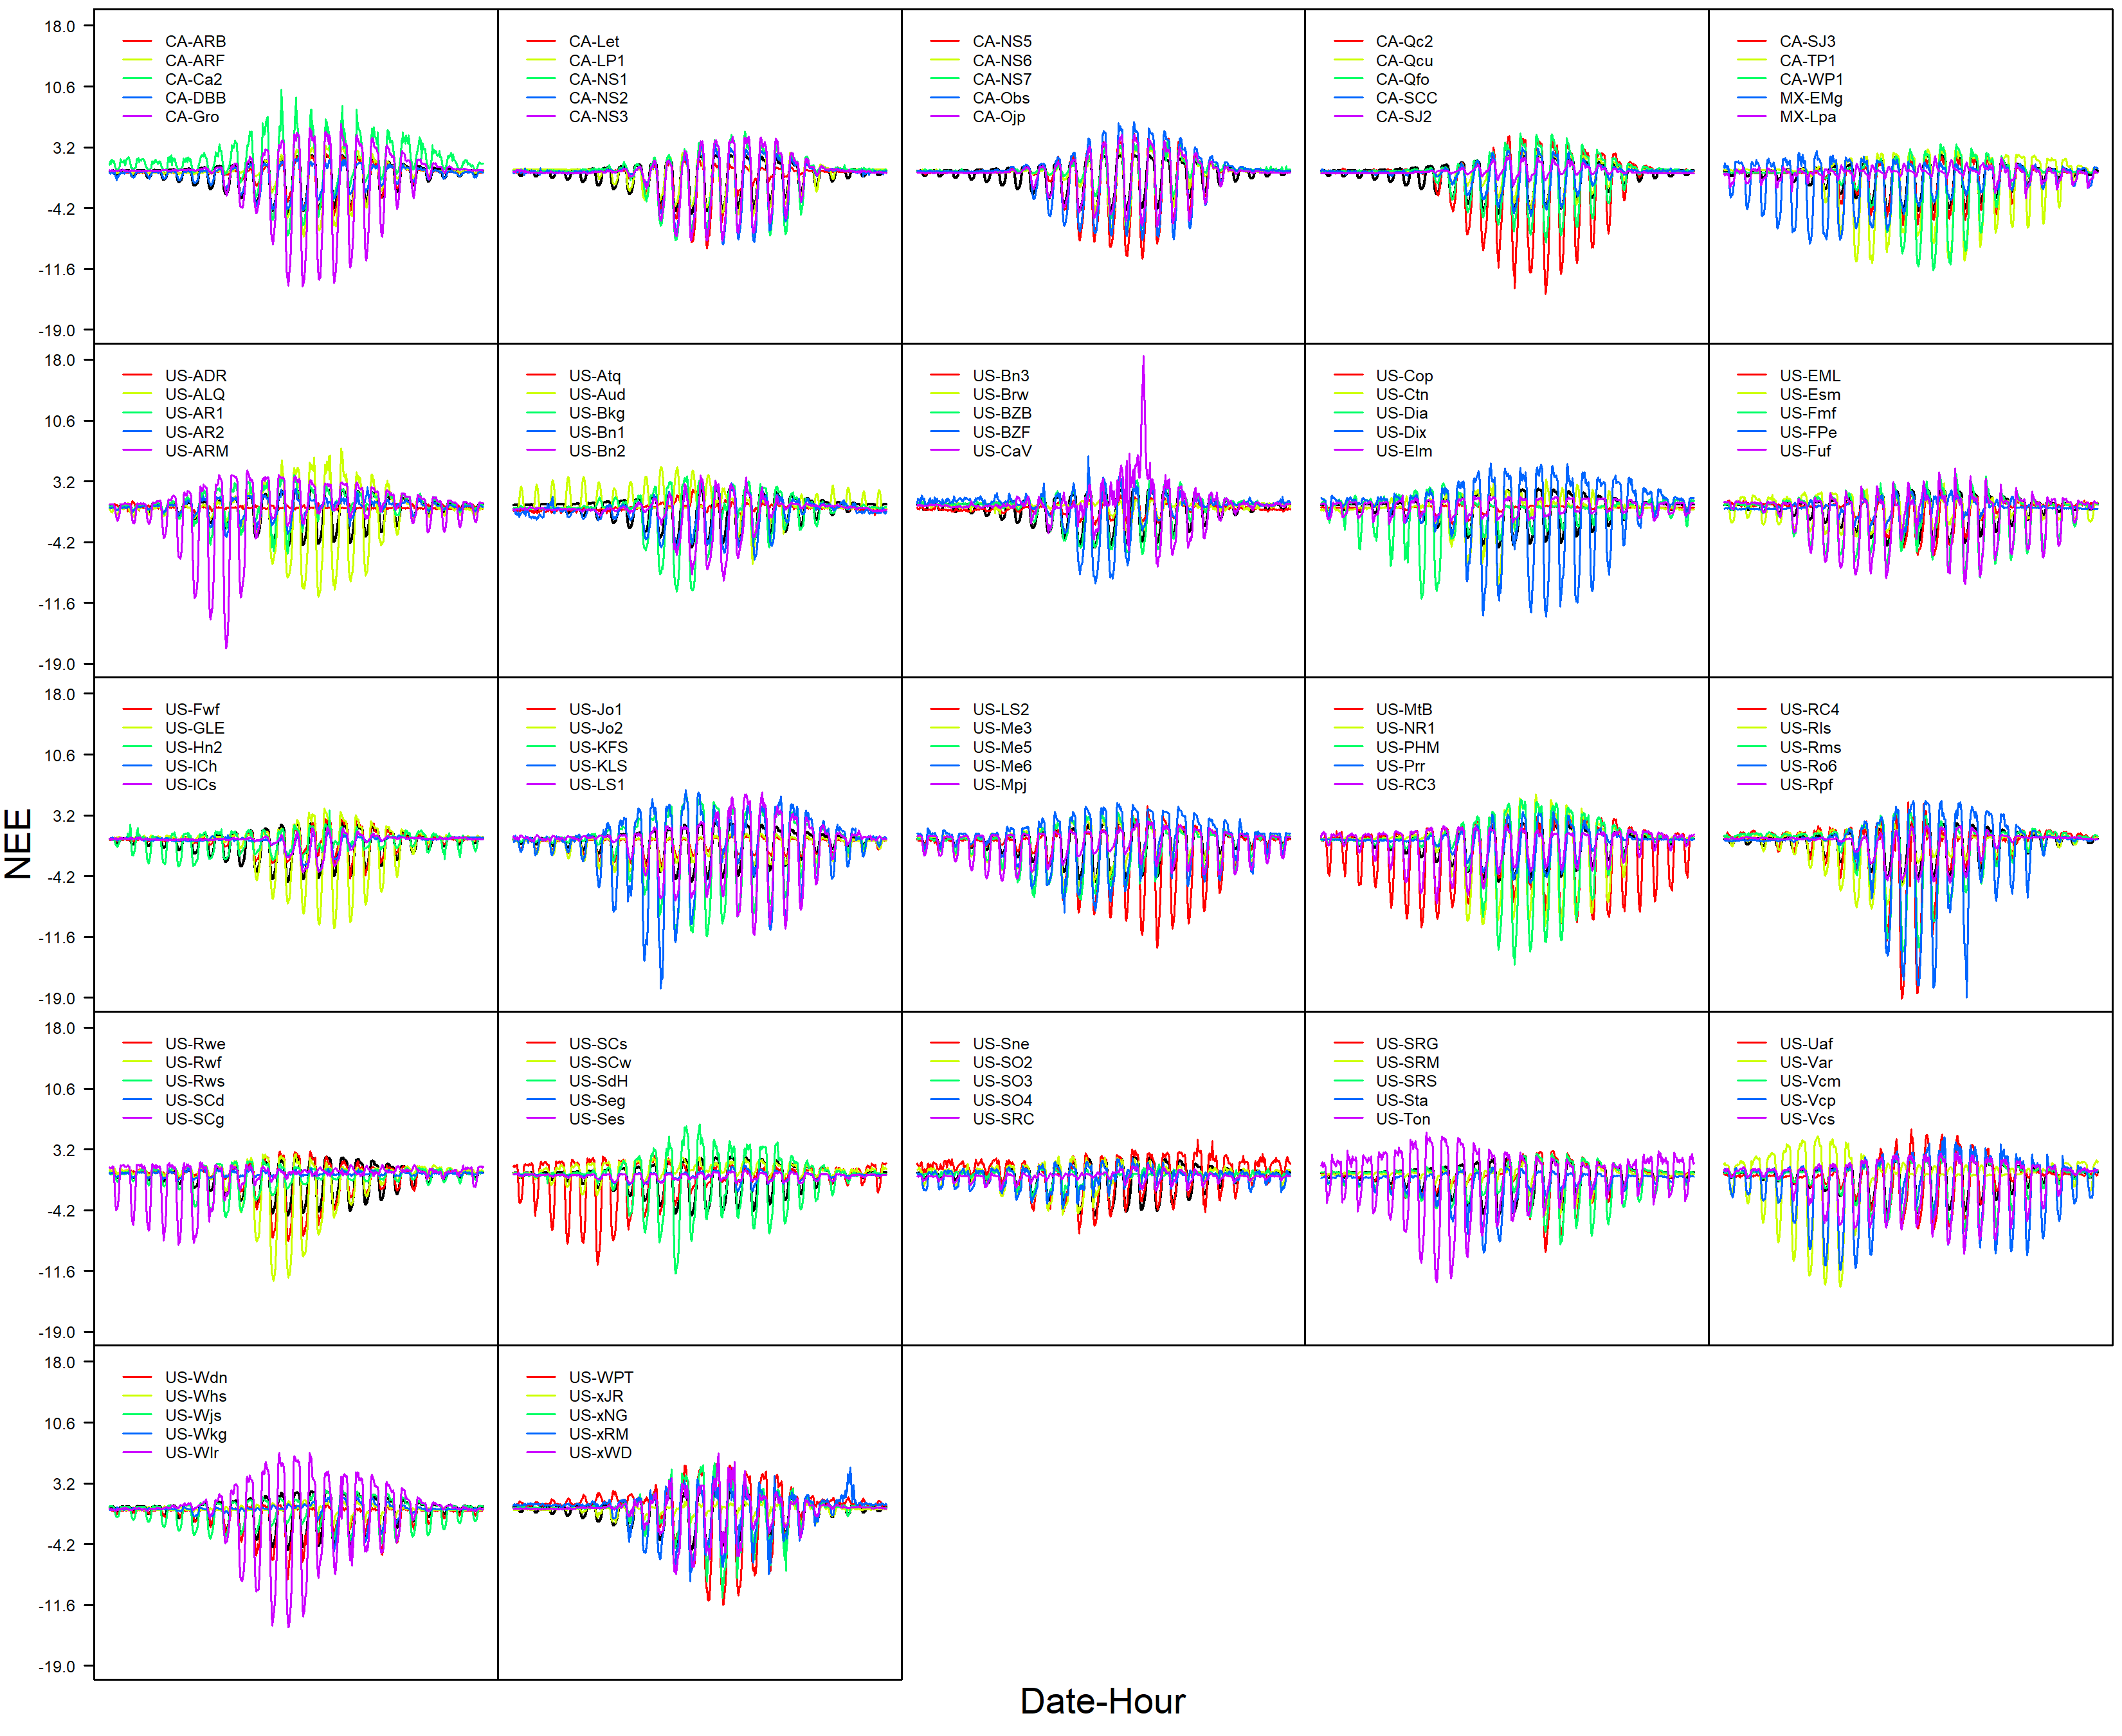 NEE
18.0
10.6
3.2
-4.2
-11.6
-19.0
CA-ARB
CA-ARF
CA-Ca2
CA-DBB
CA-Gro
CA-Let
CA-LP1
CA-NS1
CA-NS2
CA-NS3
CA-NS5
CA-NS6
CA-NS7
CA-Obs
CA-Ojp
CA-Qc2
CA-Qcu
CA-Qfo
CA-SCC
CA-SJ2
CA-SJ3
CA-TP1
CA-WP1
MX-EMg
MX-Lpa
18.0
10.6
3.2
-4.2
-11.6
-19.0
US-ADR
US-ALQ
US-AR1
US-AR2
US-ARM
US-Atq
US-Aud
US-Bkg
US-Bn1
US-Bn2
US-Bn3
US-Brw
US-BZB
US-BZF
US-CaV
US-Cop
US-Ctn
US-Dia
US-Dix
US-Elm
US-EML
US-Esm
US-Fmf
US-FPe
US-Fuf
18.0
10.6
3.2
-4.2
-11.6
-19.0
US-Fwf
US-GLE
US-Hn2
US-ICh
US-ICs
US-Jo1
US-Jo2
US-KFS
US-KLS
US-LS1
US-LS2
US-Me3
US-Me5
US-Me6
US-Mpj
US-MtB
US-NR1
US-PHM
US-Prr
US-RC3
US-RC4
US-Rls
US-Rms
US-Ro6
US-Rpf
18.0
10.6
3.2
-4.2
-11.6
-19.0
US-Rwe
US-Rwf
US-Rws
US-SCd
US-SCg
US-SCs
US-SCw
US-SdH
US-Seg
US-Ses
US-Sne
US-SO2
US-SO3
US-SO4
US-SRC
US-SRG
US-SRM
US-SRS
US-Sta
US-Ton
US-Uaf
US-Var
US-Vcm
US-Vcp
US-Vcs
18.0
10.6
3.2
-4.2
-11.6
-19.0
US-Wdn
US-Whs
US-Wjs
US-Wkg
US-Wlr
US-WPT
US-xJR
US-xNG
US-xRM
US-xWD
Date-Hour